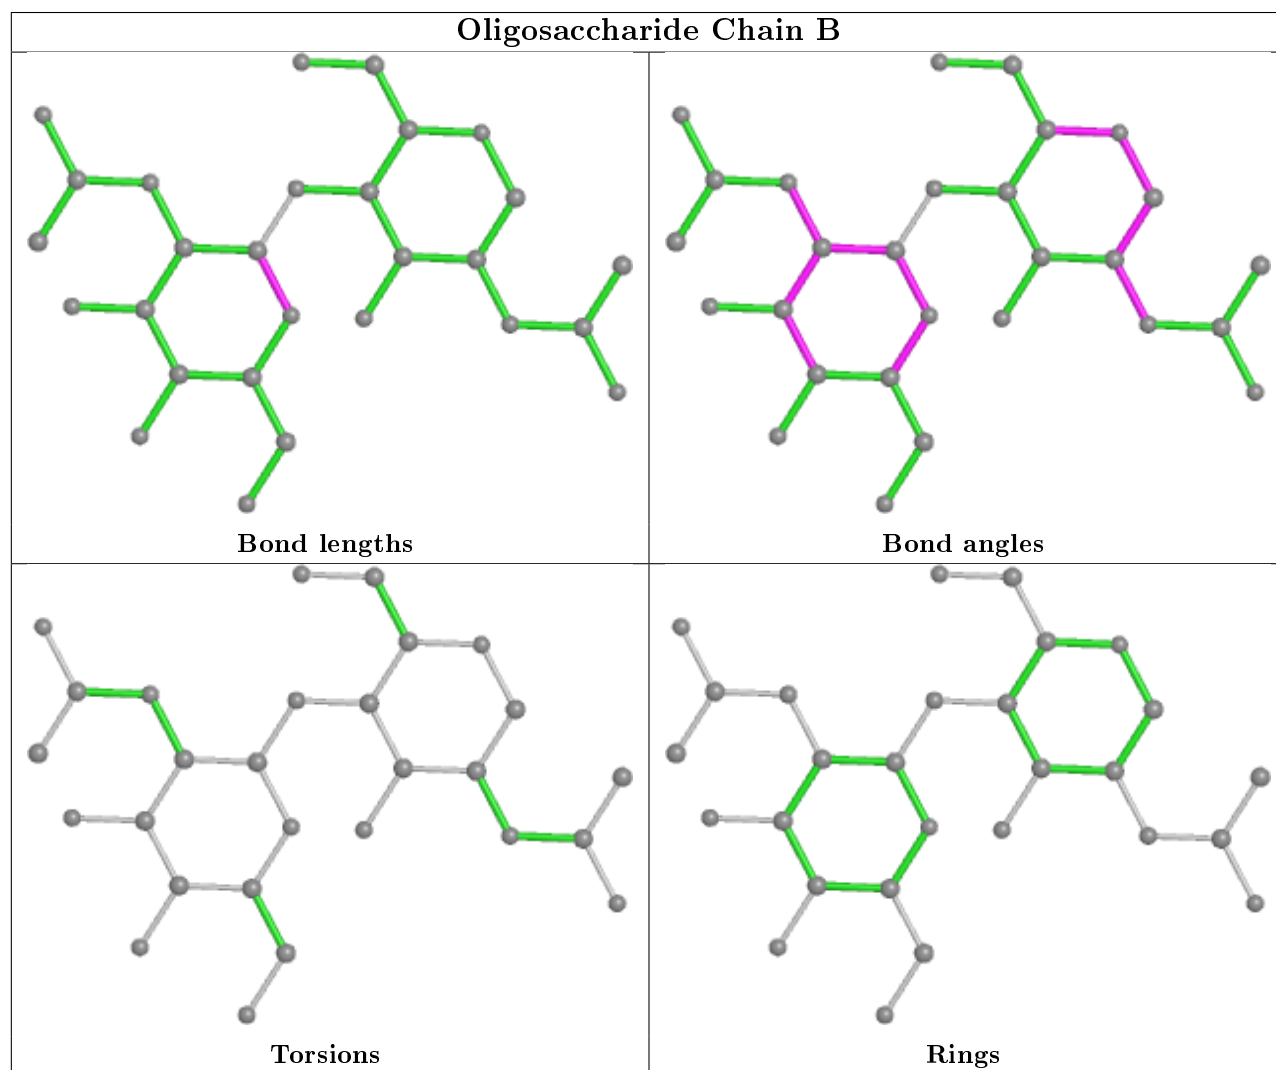 Oligosaccharide Chain B
Bond lengths
Bond angles
Torsions
Rings